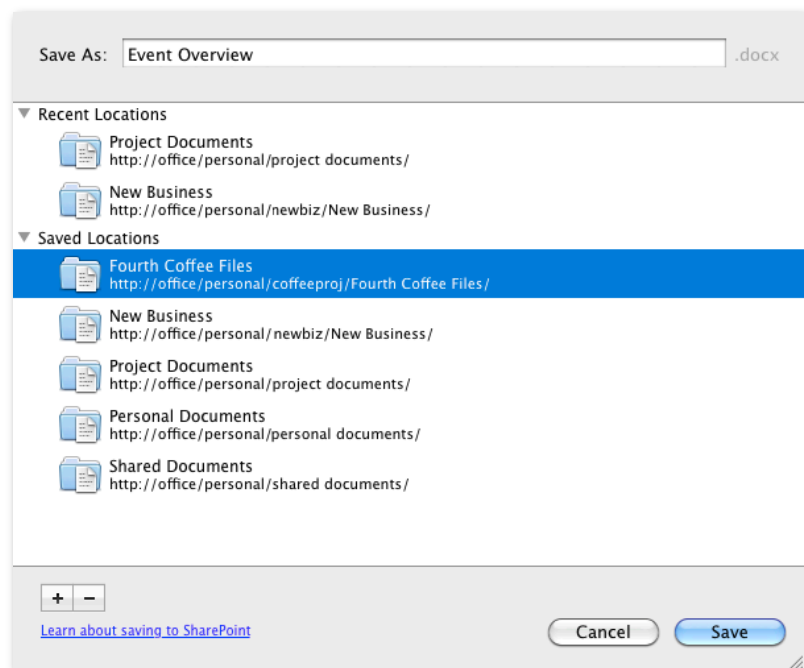 Save As: Event Overview .docx
Recent Locations
Project Documents
http://office/personal/project documents/
New Business
http://office/personal/newbiz/New Business/
Saved Locations
Fourth Coffee Files
http://office/personal/coffeeproj/Fourth Coffee Files/
New Business
http://office/personal/newbiz/New Business/
Project Documents
http://office/personal/project documents/
Personal Documents
http://office/personal/personal documents/
Shared Documents
http://office/personal/shared documents/
+ −
Learn about saving to SharePoint
Cancel Save